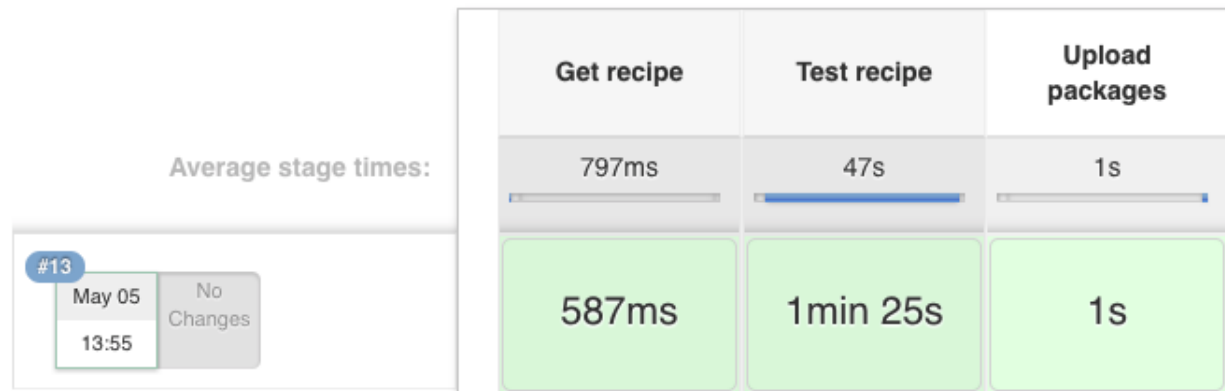 Get recipe
Test recipe
Upload
packages
Average stage times:
797ms
47s
1s
#13
May 05
13:55
No
Changes
587ms
1min 25s
1s